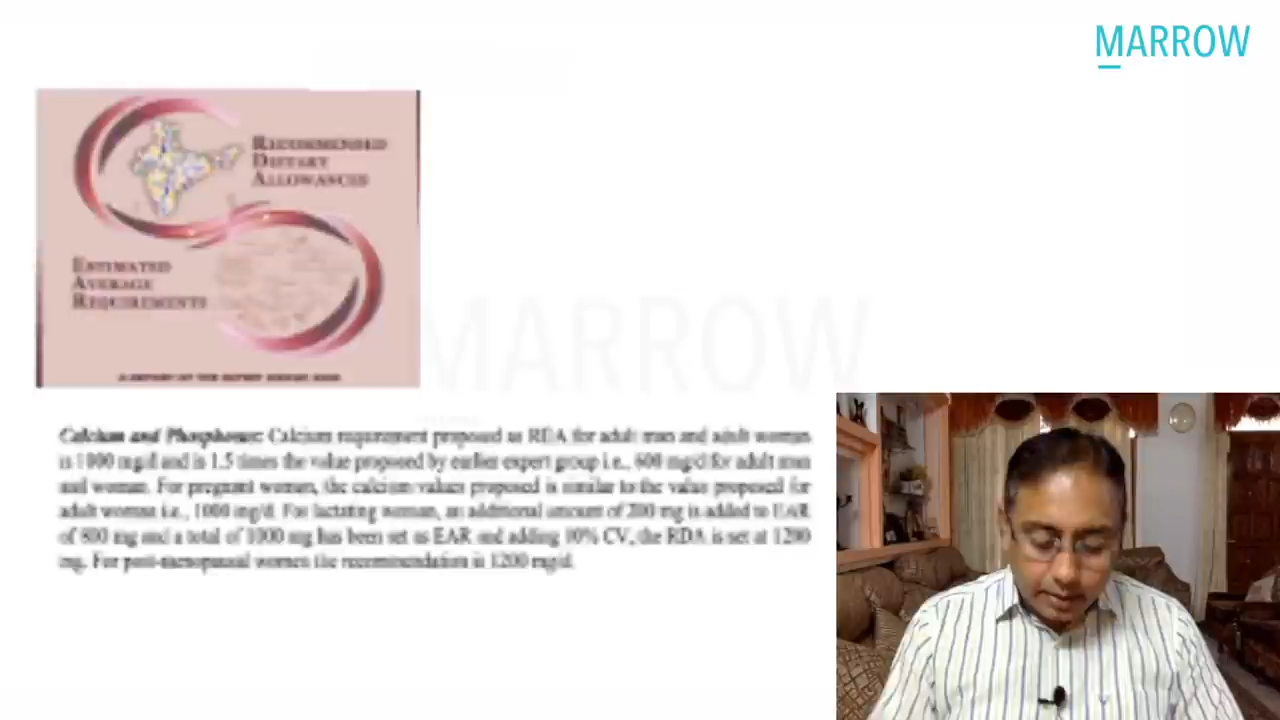 MARROW
RECOMMENDED
DIETARY
ALLOWANCES
ESTIMATED
AVERAGE
REQUIREMENTS
MARROW
Calcium and Phosphorus: Calcium requirement proposed as RDA for adult man and adult woman
is 1000 mg/d and is 1.5 times the value proposed by earlier expert group i.e., 600 mg/d for adult man
and woman. For pregnant woman, the calcium values proposed is similar to the value proposed for
adult woman i.e., 1000 mg/d. For lactating woman, an additional amount of 200 mg is added to EAR
of 800 mg and a total of 1000 mg has been set as EAR and adding 10% CV, the RDA is set at 1200
mg. For post-menopausal women the recommendation is 1200 mg/d.